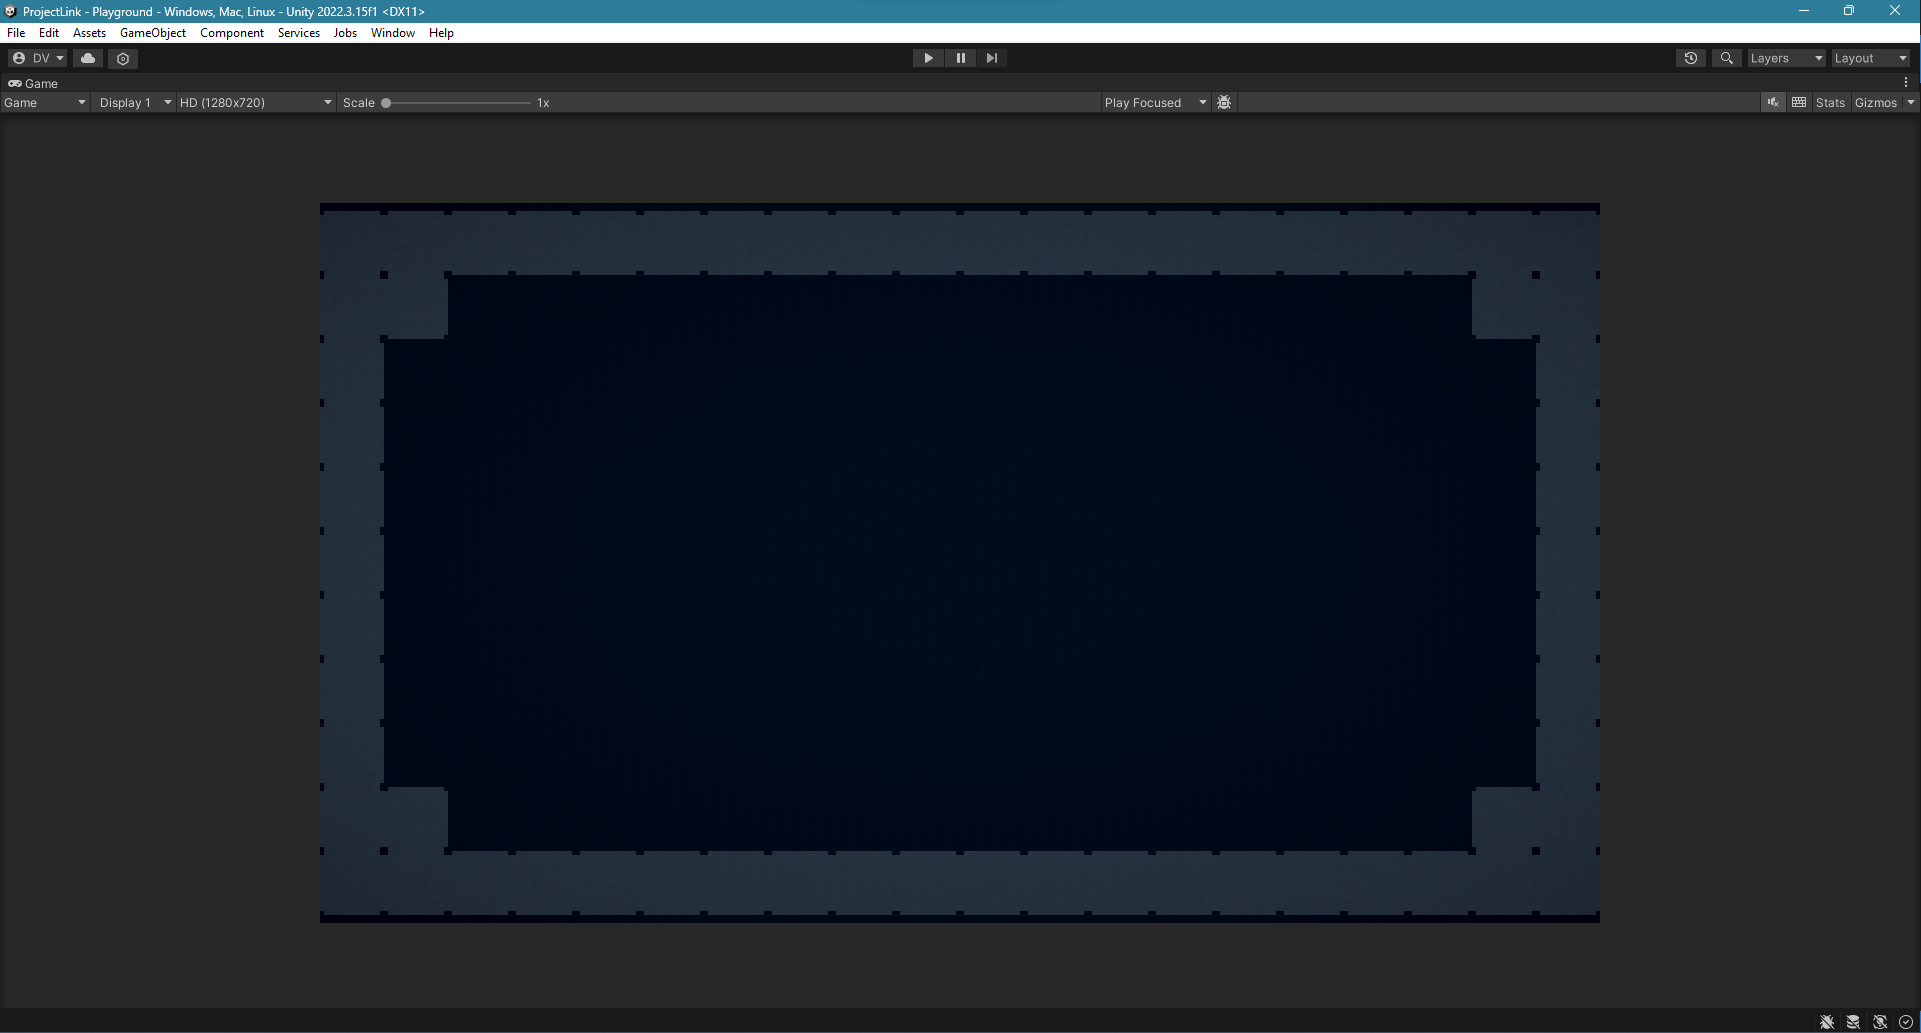 ProjectLink - Playground - Windows, Mac, Linux - Unity 2022.3.15f1 <DX11>
File Edit Assets GameObject Component Services Jobs Window Help
DV Layers Layout
Game
Game Display 1 HD (1280x720) Scale 1x Play Focused Stats Gizmos